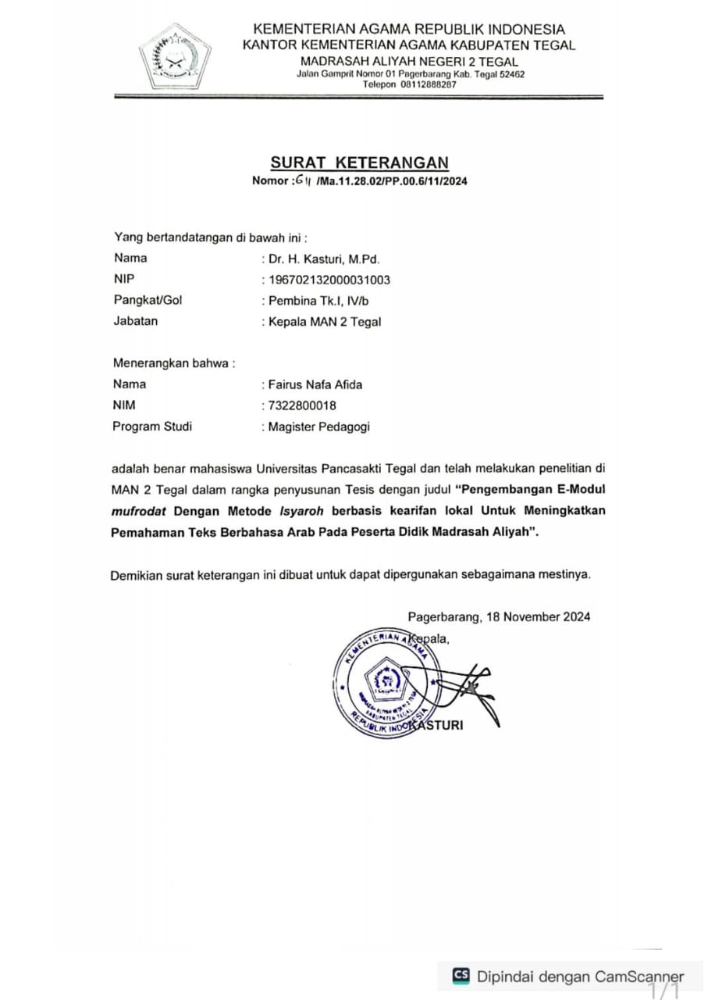 KEMENTERIAN AGAMA REPUBLIK INDONESIA
KANTOR KEMENTERIAN AGAMA KABUPATEN TEGAL
MADRASAH ALIYAH NEGERI 2 TEGAL
Jalan Gamprit Nomor 01 Pagerbarang Kab. Tegal 52462
Telepon 08112888287
SURAT KETERANGAN
Nomor :611 /Ma.11.28.02/PP.00.6/11/2024
Yang bertandatangan di bawah ini :
Nama : Dr. H. Kasturi, M.Pd.
NIP : 196702132000031003
Pangkat/Gol : Pembina Tk.I, IV/b
Jabatan : Kepala MAN 2 Tegal
Menerangkan bahwa :
Nama : Fairus Nafa Afida
NIM : 7322800018
Program Studi : Magister Pedagogi
adalah benar mahasiswa Universitas Pancasakti Tegal dan telah melakukan penelitian di
MAN 2 Tegal dalam rangka penyusunan Tesis dengan judul “Pengembangan E-Modul
mufrodat Dengan Metode Isyaroh berbasis kearifan lokal Untuk Meningkatkan
Pemahaman Teks Berbahasa Arab Pada Peserta Didik Madrasah Aliyah”.
Demikian surat keterangan ini dibuat untuk dapat dipergunakan sebagaimana mestinya.
Pagerbarang, 18 November 2024
Kepala,
KEMENTERIAN AGAMA
MADRASAH ALIYAH NEGERI 2 TEGAL
KABUPATEN TEGAL
REPUBLIK INDONESIA
KASTURI
CS Dipindai dengan CamScanner
1/1